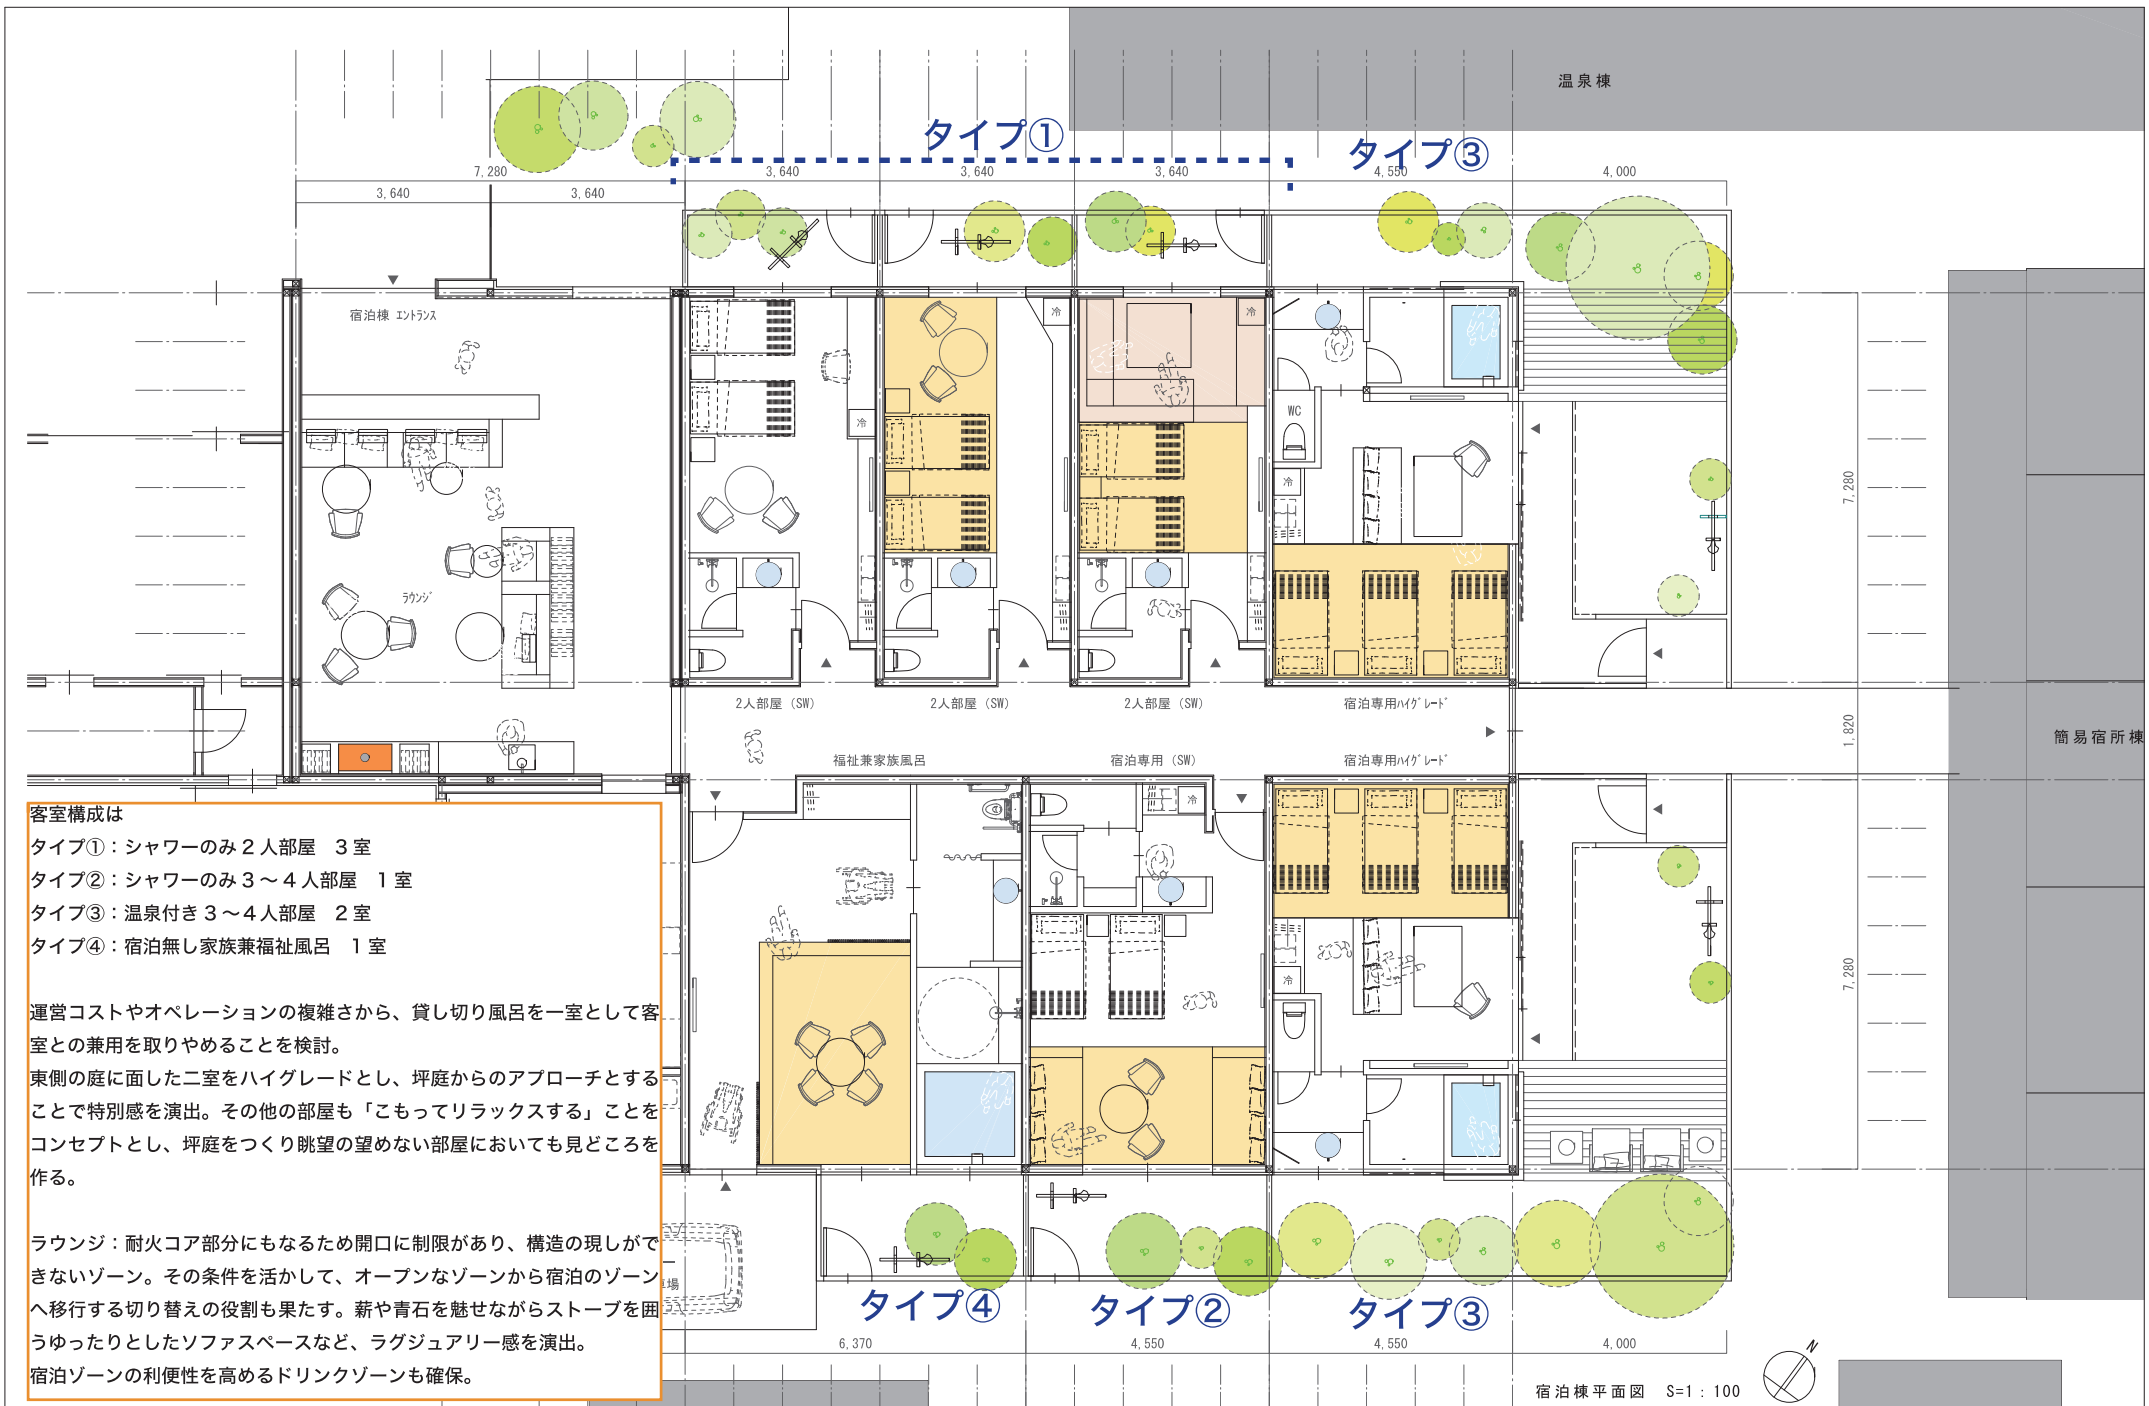 温泉棟
タイプ①
タイプ③
7,280
3,640
3,640
3,640
4,550
4,000
3,640
3,640
宿泊棟 ｴﾝﾄﾗﾝｽ
冷
冷
冷
WC
冷
ﾗｳﾝｼﾞ
7,280
2人部屋 (SW)
2人部屋 (SW)
2人部屋 (SW)
宿泊専用ﾊｲｸﾞﾚｰﾄﾞ
1,820
簡易宿所棟
福祉兼家族風呂
宿泊専用 (SW)
宿泊専用ﾊｲｸﾞﾚｰﾄﾞ
冷
冷
7,280
客室構成は
タイプ①：シャワーのみ２人部屋　３室
タイプ②：シャワーのみ３〜４人部屋　１室
タイプ③：温泉付き３〜４人部屋　２室
タイプ④：宿泊無し家族兼福祉風呂　１室
運営コストやオペレーションの複雑さから、貸し切り風呂を一室として客
室との兼用を取りやめることを検討。
東側の庭に面した二室をハイグレードとし、坪庭からのアプローチとする
ことで特別感を演出。その他の部屋も「こもってリラックスする」ことを
コンセプトとし、坪庭をつくり眺望の望めない部屋においても見どころを
作る。
ラウンジ：耐火コア部分にもなるため開口に制限があり、構造の現しがで
きないゾーン。その条件を活かして、オープンなゾーンから宿泊のゾーン
へ移行する切り替えの役割も果たす。薪や青石を魅せながらストーブを囲
うゆったりとしたソファスペースなど、ラグジュアリー感を演出。
宿泊ゾーンの利便性を高めるドリンクゾーンも確保。
場
タイプ④
タイプ②
タイプ③
6,370
4,550
4,550
4,000
N
宿泊棟平面図　S=1：100